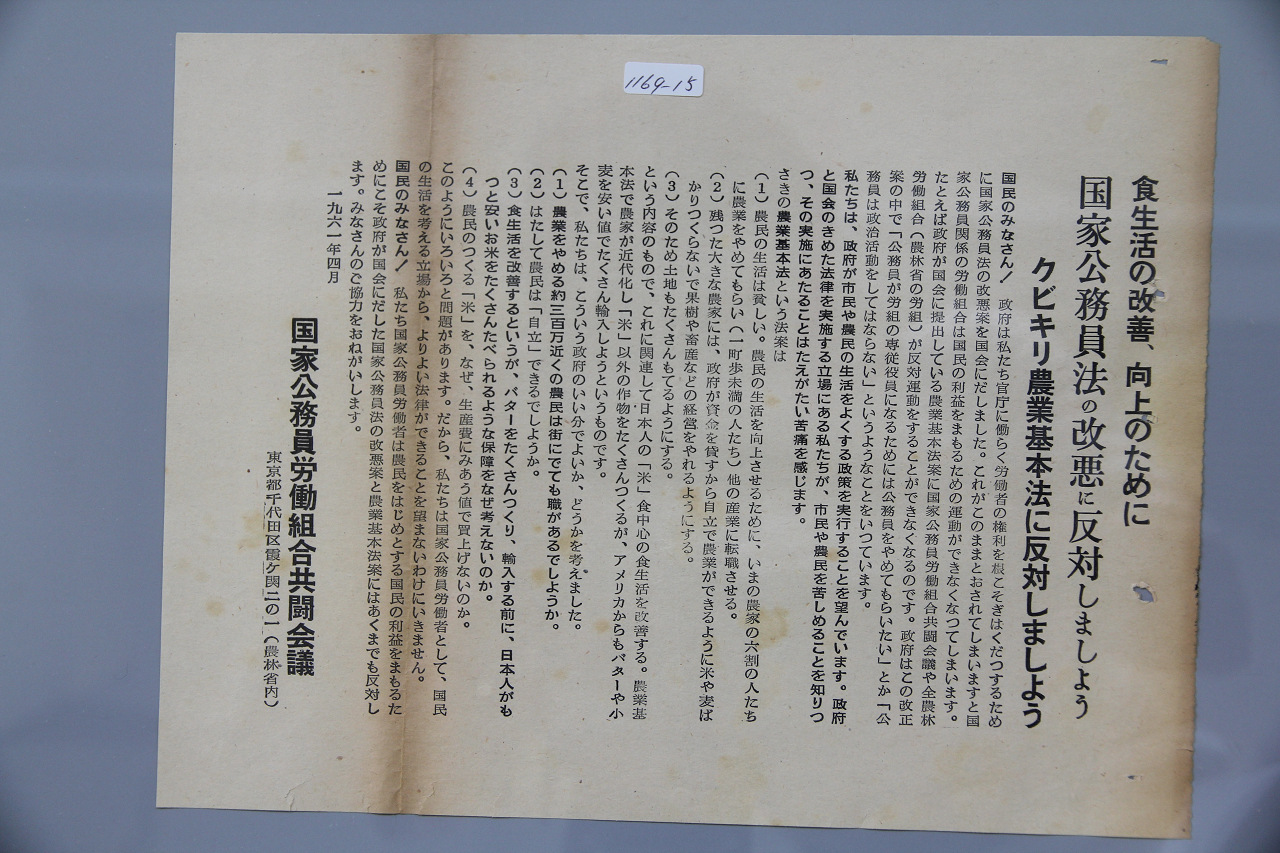 1169-15
食生活の改善、向上のために
国家公務員法の改悪に反対しましよう
クビキリ農業基本法に反対しましよう
国民のみなさん！　政府は私たち官庁に働らく労働者の権利を根こそぎはくだつするため
に国家公務員法の改悪案を国会にだしました。これがこのままとおされてしまいますと国
家公務員関係の労働組合は国民の利益をまもるための運動ができなくなつてしまいます。
たとえば政府が国会に提出している農業基本法案に国家公務員労働組合共闘会議や全農林
労働組合（農林省の労組）が反対運動をすることができなくなるのです。政府はこの改正
案の中で「公務員が労組の専従役員になるためには公務員をやめてもらいたい」とか「公
務員は政治活動をしてはならない」というようなことをいつています。
私たちは、政府が市民や農民の生活をよくする政策を実行することを望んでいます。政府
と国会のきめた法律を実施する立場にある私たちが、市民や農民を苦しめることを知りつ
つ、その実施にあたることはたえがたい苦痛を感じます。
さきの農業基本法という法案は
（１）農民の生活は貧しい。農民の生活を向上させるために、いまの農家の六割の人たち
に農業をやめてもらい（一町歩未満の人たち）他の産業に転職させる。
（２）残つた大きな農家には、政府が資金を貸すから自立で農業ができるように米や麦ば
かりつくらないで果樹や畜産などの経営をやれるようにする。
（３）そのため土地もたくさんもてるようにする。
という内容のもので、これに関連して日本人の「米」食中心の食生活を改善する。農業基
本法で農家が近代化し「米」以外の作物をたくさんつくるが、アメリカからもバターや小
麦を安い値でたくさん輸入しようというものです。
そこで、私たちは、こういう政府のいい分でよいか、どうかを考えました。
（１）農業をやめる約三百万近くの農民は街にでても職があるでしようか。
（２）はたして農民は「自立」できるでしようか。
（３）食生活を改善するというが、バターをたくさんつくり、輸入する前に、日本人がも
つと安いお米をたくさんたべられるような保障をなぜ考えないのか。
（４）農民のつくる「米」を、なぜ、生産費にみあう値で買上げないのか。
このようにいろいろと問題があります。だから、私たちは国家公務員労働者として、国民
の生活を考える立場から、よりよい法律ができることを望まないわけにいきません。
国民のみなさん！　私たち国家公務員労働者は農民をはじめとする国民の利益をまもるた
めにこそ政府が国会にだした国家公務員法の改悪案と農業基本法案にはあくまでも反対し
ます。みなさんのご協力をおねがいします。
一九六一年四月
国家公務員労働組合共闘会議
東京都千代田区霞ケ関二の一（農林省内）